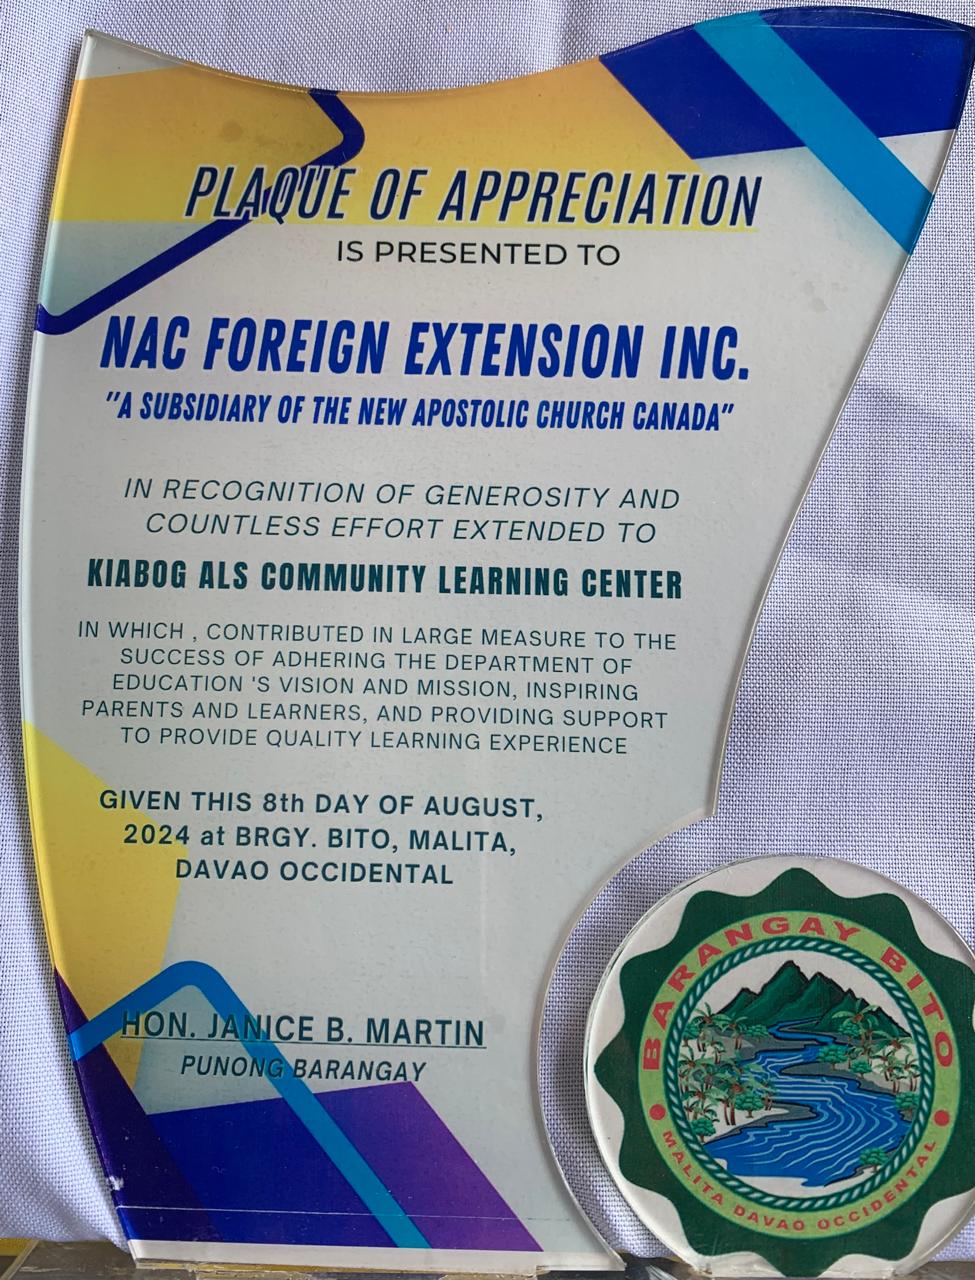 PLAQUE OF APPRECIATION
IS PRESENTED TO
NAC FOREIGN EXTENSION INC.
"A SUBSIDIARY OF THE NEW APOSTOLIC CHURCH CANADA"
IN RECOGNITION OF GENEROSITY AND
COUNTLESS EFFORT EXTENDED TO
KIABOG ALS COMMUNITY LEARNING CENTER
IN WHICH , CONTRIBUTED IN LARGE MEASURE TO THE
SUCCESS OF ADHERING THE DEPARTMENT OF
EDUCATION 'S VISION AND MISSION, INSPIRING
PARENTS AND LEARNERS, AND PROVIDING SUPPORT
TO PROVIDE QUALITY LEARNING EXPERIENCE
GIVEN THIS 8th DAY OF AUGUST,
2024 at BRGY. BITO, MALITA,
DAVAO OCCIDENTAL
HON. JANICE B. MARTIN
PUNONG BARANGAY
BARANGAY BITO
MALITA DAVAO OCCIDENTAL